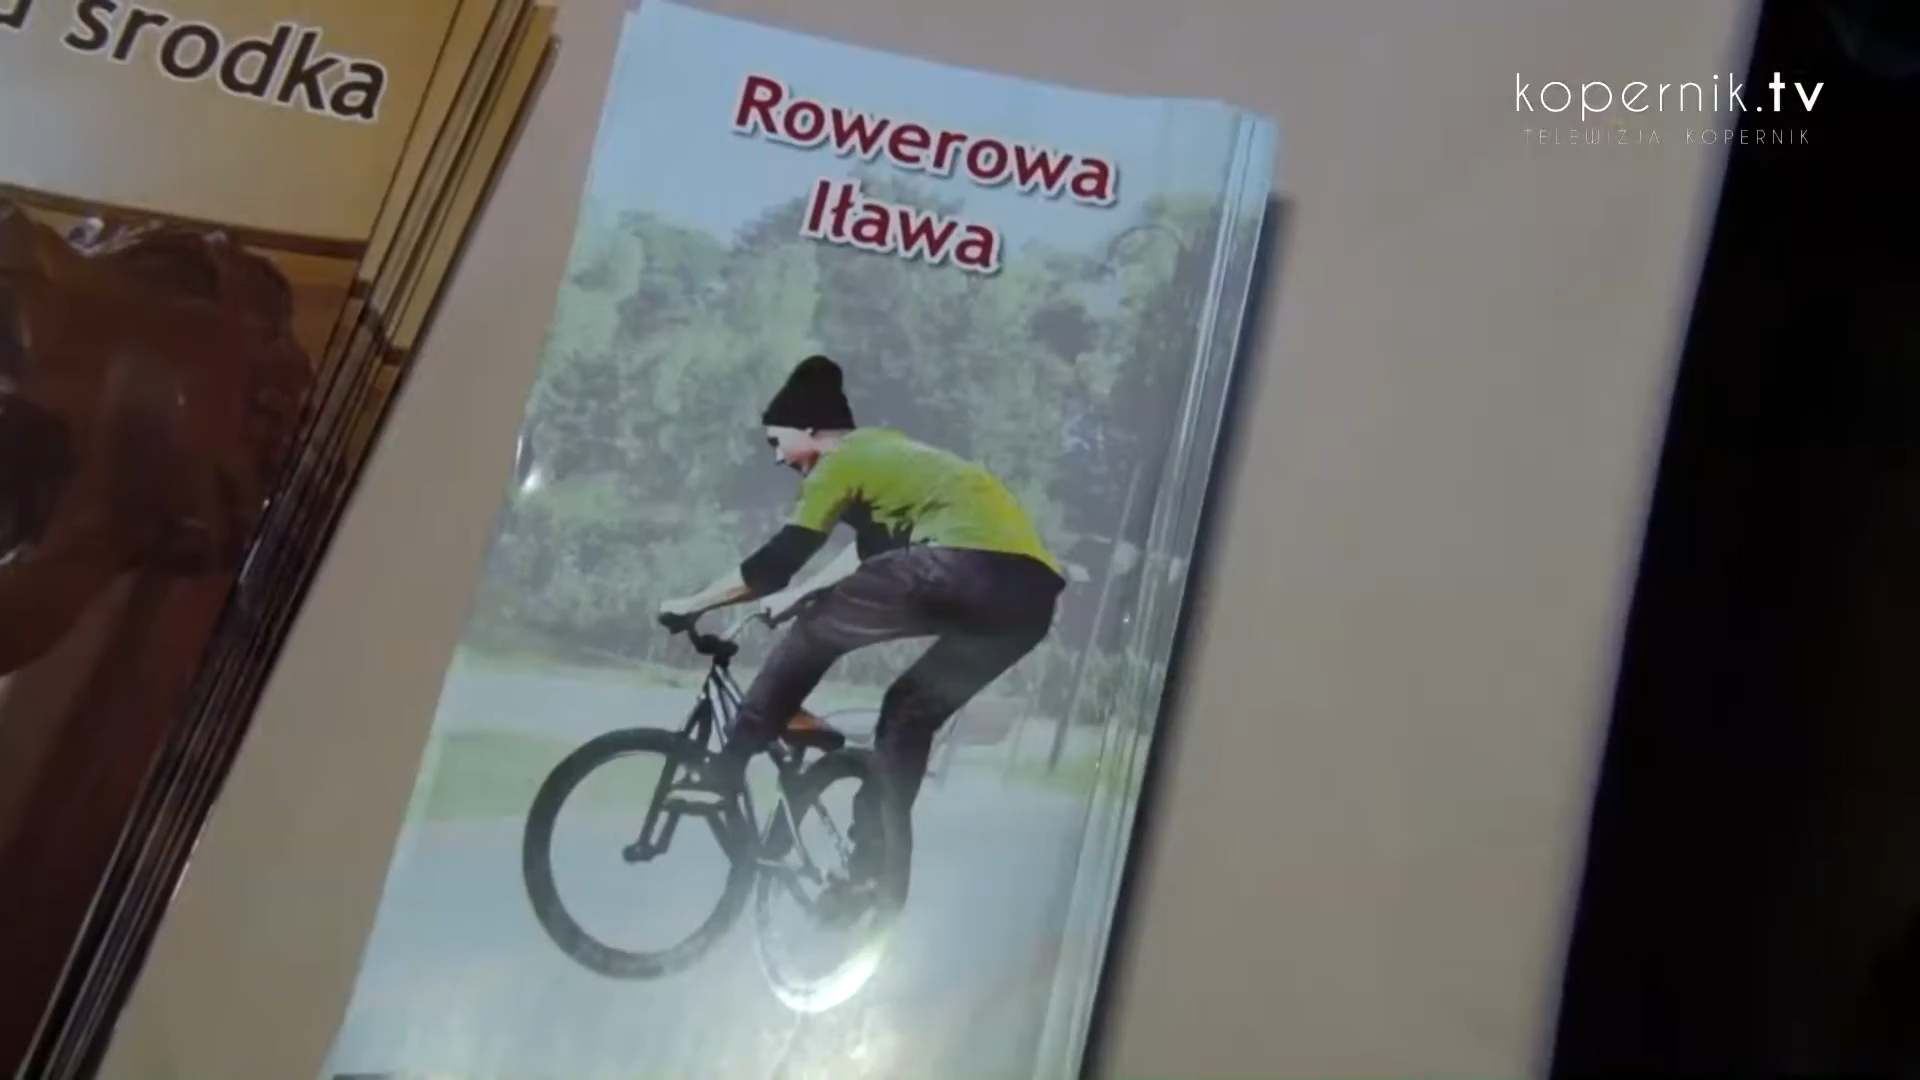 środka
Rowerowa
Iława
kopernik.tv
TELEWIZJA KOPERNIK